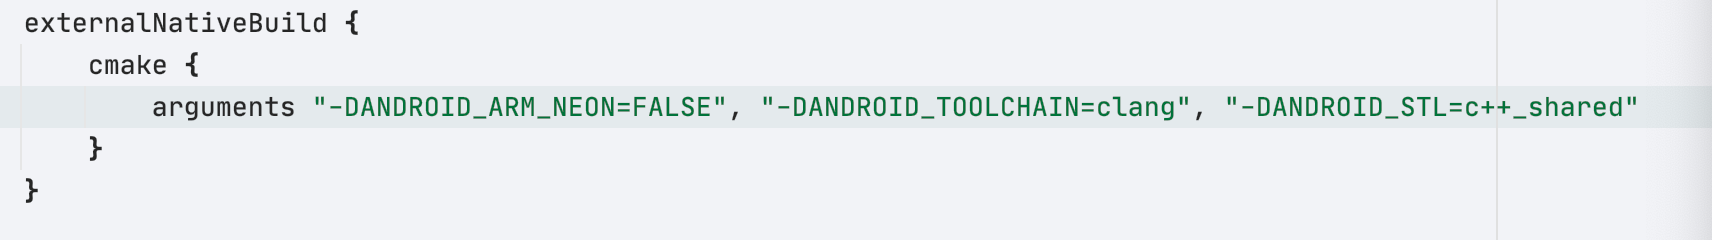 externalNativeBuild {
    cmake {
        arguments "-DANDROID_ARM_NEON=FALSE", "-DANDROID_TOOLCHAIN=clang", "-DANDROID_STL=c++_shared"
    }
}